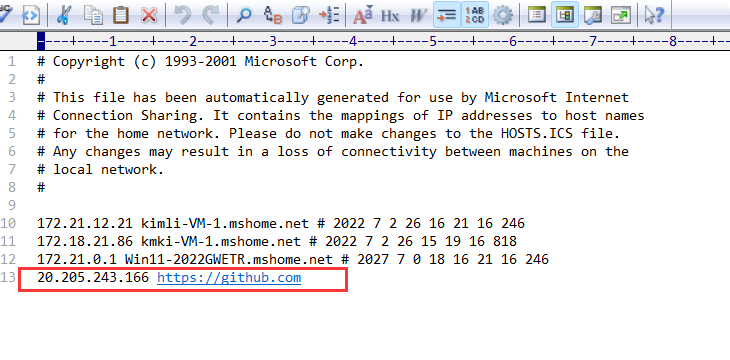 Hx W 1AB 2CD
----+----1----+----2----+----3----+----4----+----5----+----6----+----7----+----8----+--
1 # Copyright (c) 1993-2001 Microsoft Corp.
2 #
3 # This file has been automatically generated for use by Microsoft Internet
4 # Connection Sharing. It contains the mappings of IP addresses to host names
5 # for the home network. Please do not make changes to the HOSTS.ICS file.
6 # Any changes may result in a loss of connectivity between machines on the
7 # local network.
8 #
9
10 172.21.12.21 kimli-VM-1.mshome.net # 2022 7 2 26 16 21 16 246
11 172.18.21.86 kmki-VM-1.mshome.net # 2022 7 2 26 15 19 16 818
12 172.21.0.1 Win11-2022GWETR.mshome.net # 2027 7 0 18 16 21 16 246
13 20.205.243.166 https://github.com